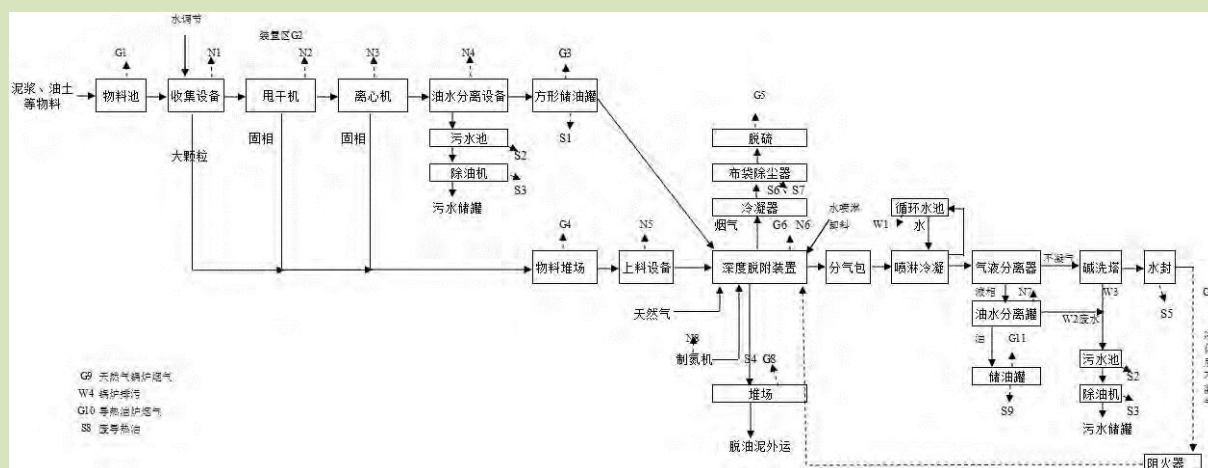 水调节
装置区G2
G1
N1
N2
N3
N4
G3
泥浆、油土
等物料
物料池
收集设备
甩干机
离心机
油水分离设备
方形储油罐
G5
大颗粒
固相
固相
污水池
S2
S1
脱硫
除油机
S3
布袋除尘器
S6
S7
污水储罐
冷凝器
水喷淋
卸料
循环水池
W1
水
烟气
G4
N5
G6
N6
物料堆场
上料设备
深度脱附装置
分气包
喷淋冷凝
气液分离器
不凝气
碱洗塔
水封
天然气
液相
N7
W3
S5
油水分离罐
W2废水
N8
制氮机
S4
G8
油
G11
污水池
S2
堆场
储油罐
除油机
S3
S9
污水储罐
脱油泥外运
阻火器
G9 天然气锅炉烟气
W4 锅炉排污
G10 导热油炉烟气
S8 废导热油